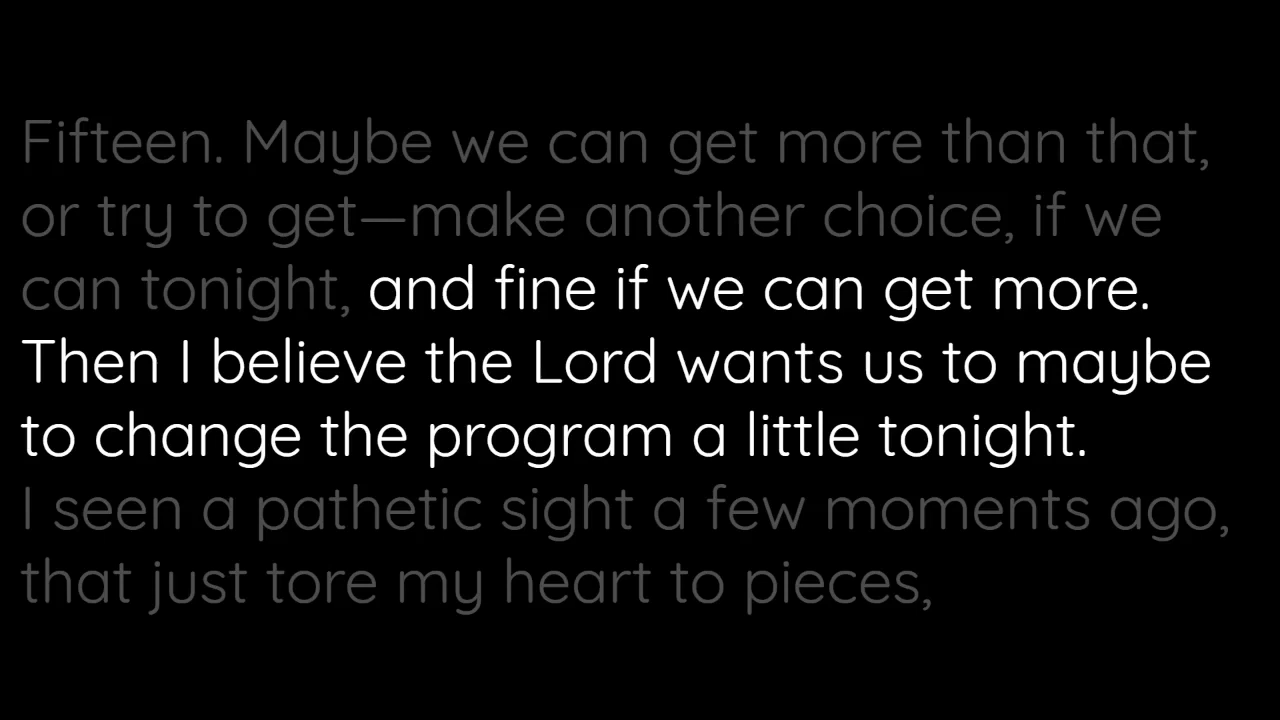 Fifteen. Maybe we can get more than that,
or try to get—make another choice, if we
can tonight, and fine if we can get more.
Then I believe the Lord wants us to maybe
to change the program a little tonight.
I seen a pathetic sight a few moments ago,
that just tore my heart to pieces,